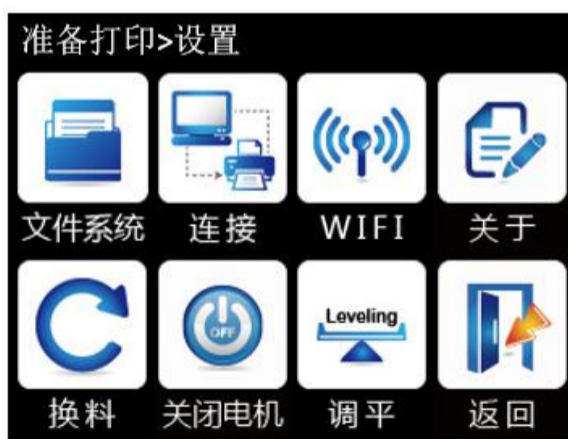 准备打印>设置
文件系统 连接 WIFI 关于
OFF Leveling
换料 关闭电机 调平 返回